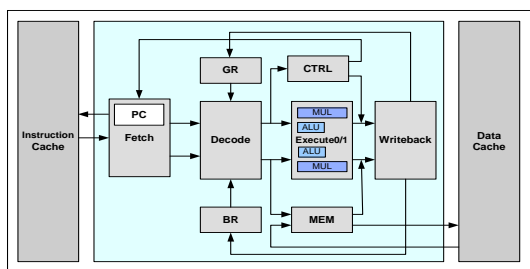 GR
CTRL
PC
Fetch
Instruction
Cache
Decode
MUL
ALU
Execute0/1
ALU
MUL
Writeback
Data
Cache
BR
MEM